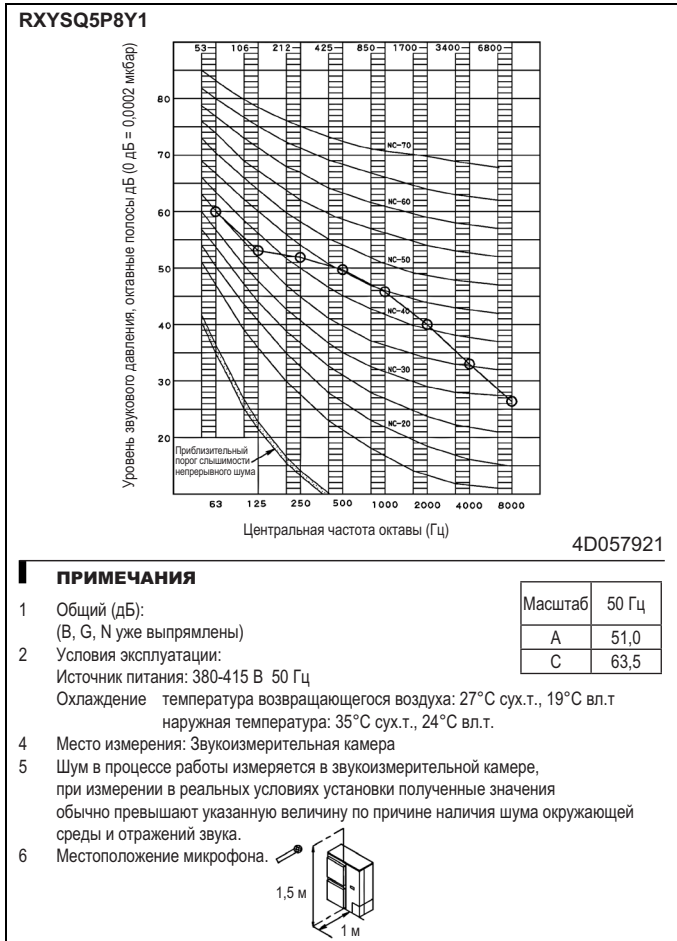 RXYSQ5P8Y1
53 106 212 425 850 1700 3400 6800
Уровень звукового давления, октавные полосы дБ (0 дБ = 0,0002 мкбар)
80
70
60
50
40
30
20
NC-70
NC-60
NC-50
NC-40
NC-30
NC-20
Приблизительный
порог слышимости
непрерывного шума
63 125 250 500 1000 2000 4000 8000
Центральная частота октавы (Гц)
4D057921
ПРИМЕЧАНИЯ
1 Общий (дБ):
(B, G, N уже выпрямлены)
Масштаб 50 Гц
A 51,0
C 63,5
2 Условия эксплуатации:
Источник питания: 380-415 В 50 Гц
Охлаждение температура возвращающегося воздуха: 27°C сух.т., 19°C вл.т
наружная температура: 35°C сух.т., 24°C вл.т.
4 Место измерения: Звукоизмерительная камера
5 Шум в процессе работы измеряется в звукоизмерительной камере,
при измерении в реальных условиях установки полученные значения
обычно превышают указанную величину по причине наличия шума окружающей
среды и отражений звука.
6 Местоположение микрофона.
1,5 м
1 м